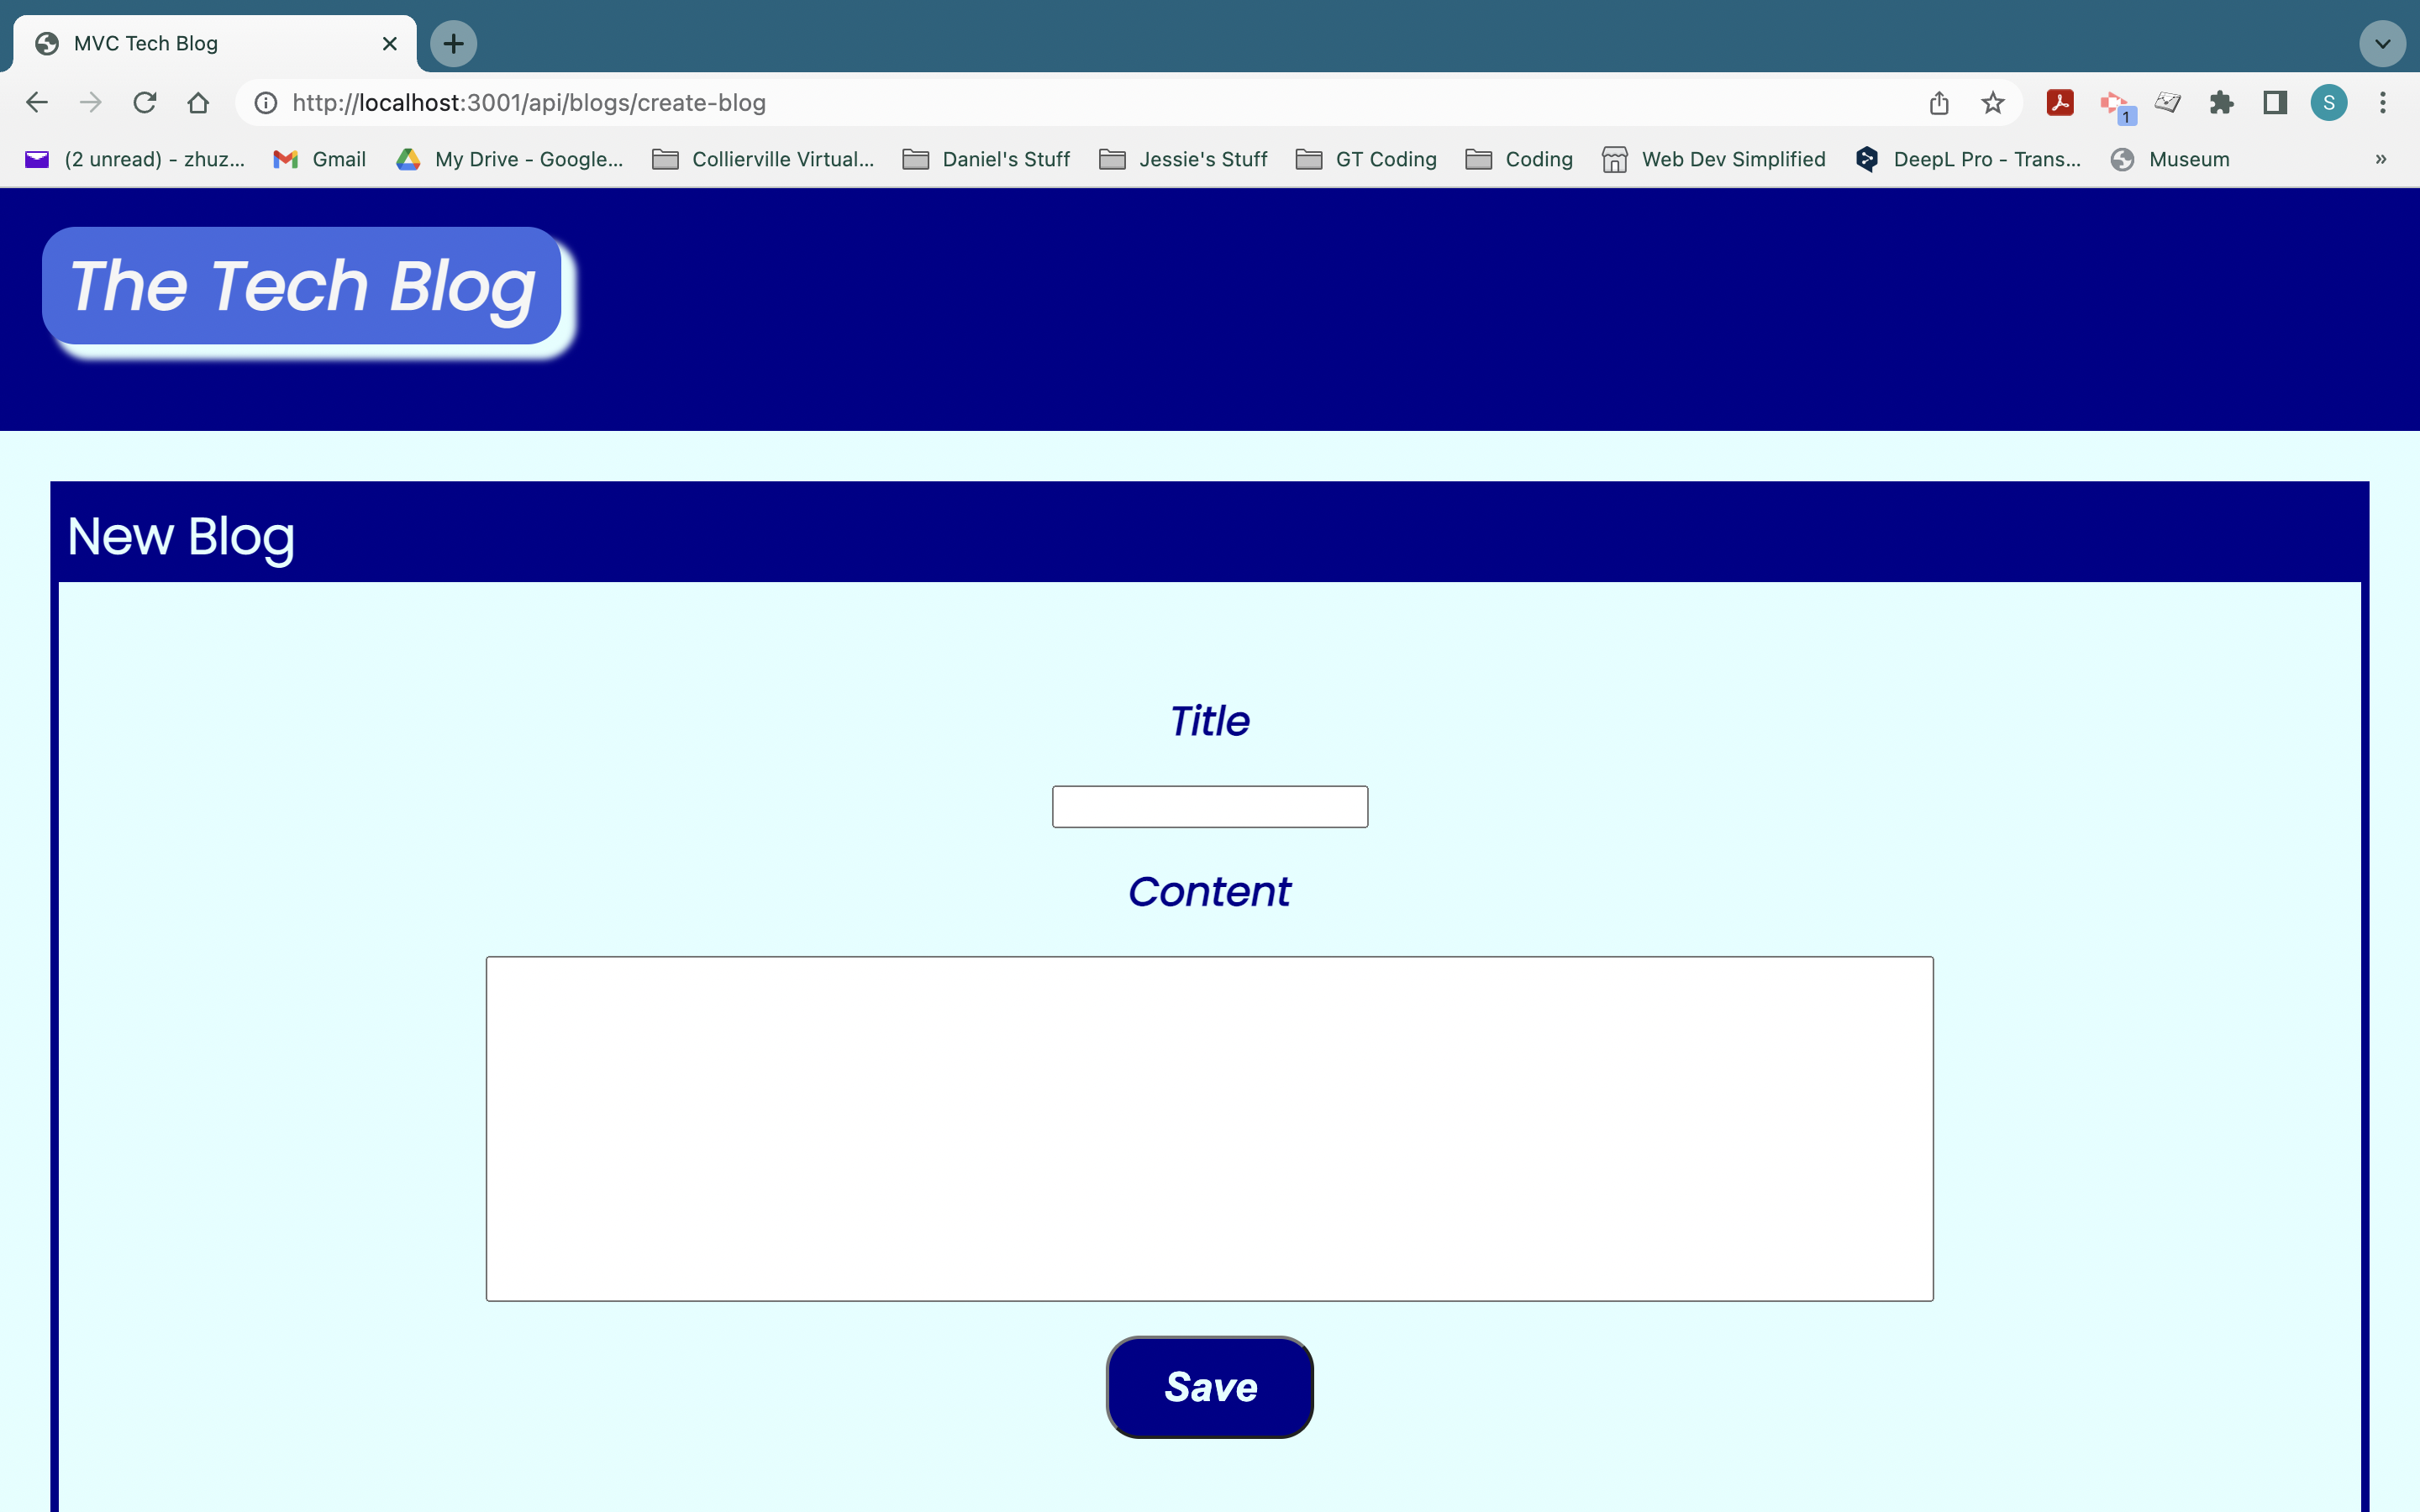 MVC Tech Blog
http://localhost:3001/api/blogs/create-blog
S
1
(2 unread) - zhuz... Gmail My Drive - Google... Collierville Virtual... Daniel's Stuff Jessie's Stuff GT Coding Coding Web Dev Simplified DeepL Pro - Trans... Museum »
The Tech Blog
New Blog
Title
Content
Save